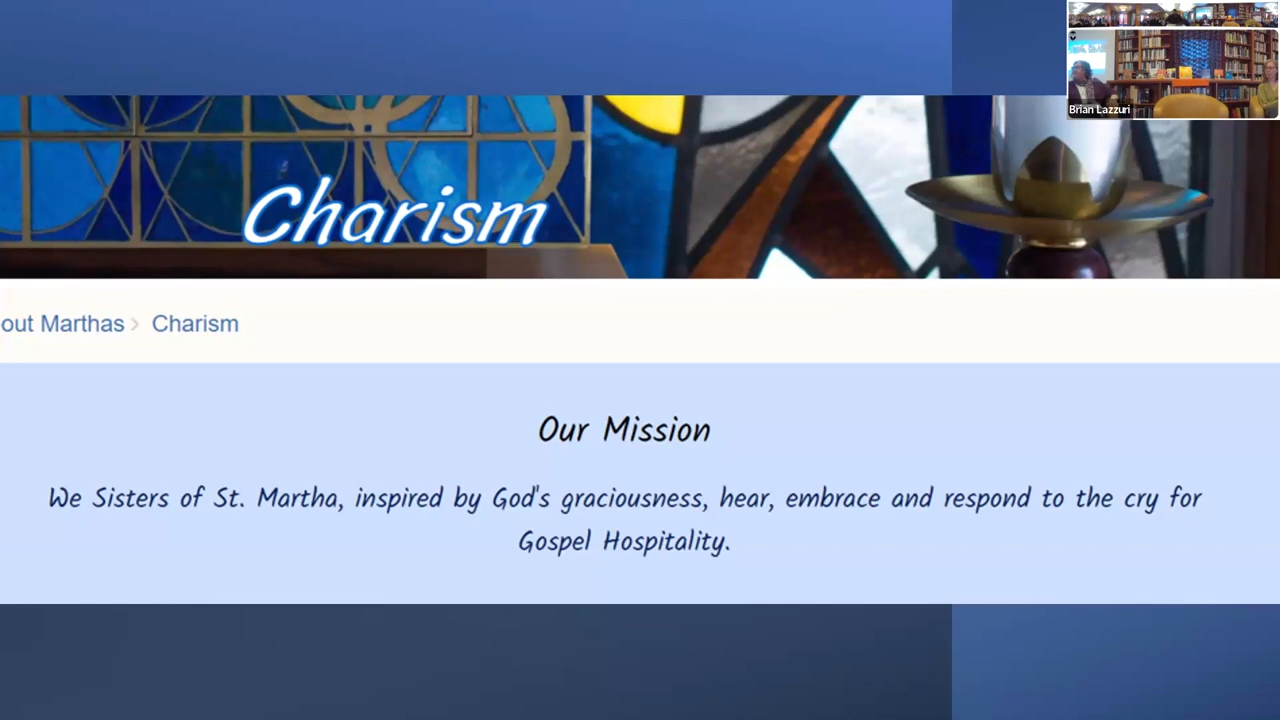 Brian Lazzuri
Charism
out Marthas > Charism
Our Mission
We Sisters of St. Martha, inspired by God's graciousness, hear, embrace and respond to the cry for
Gospel Hospitality.